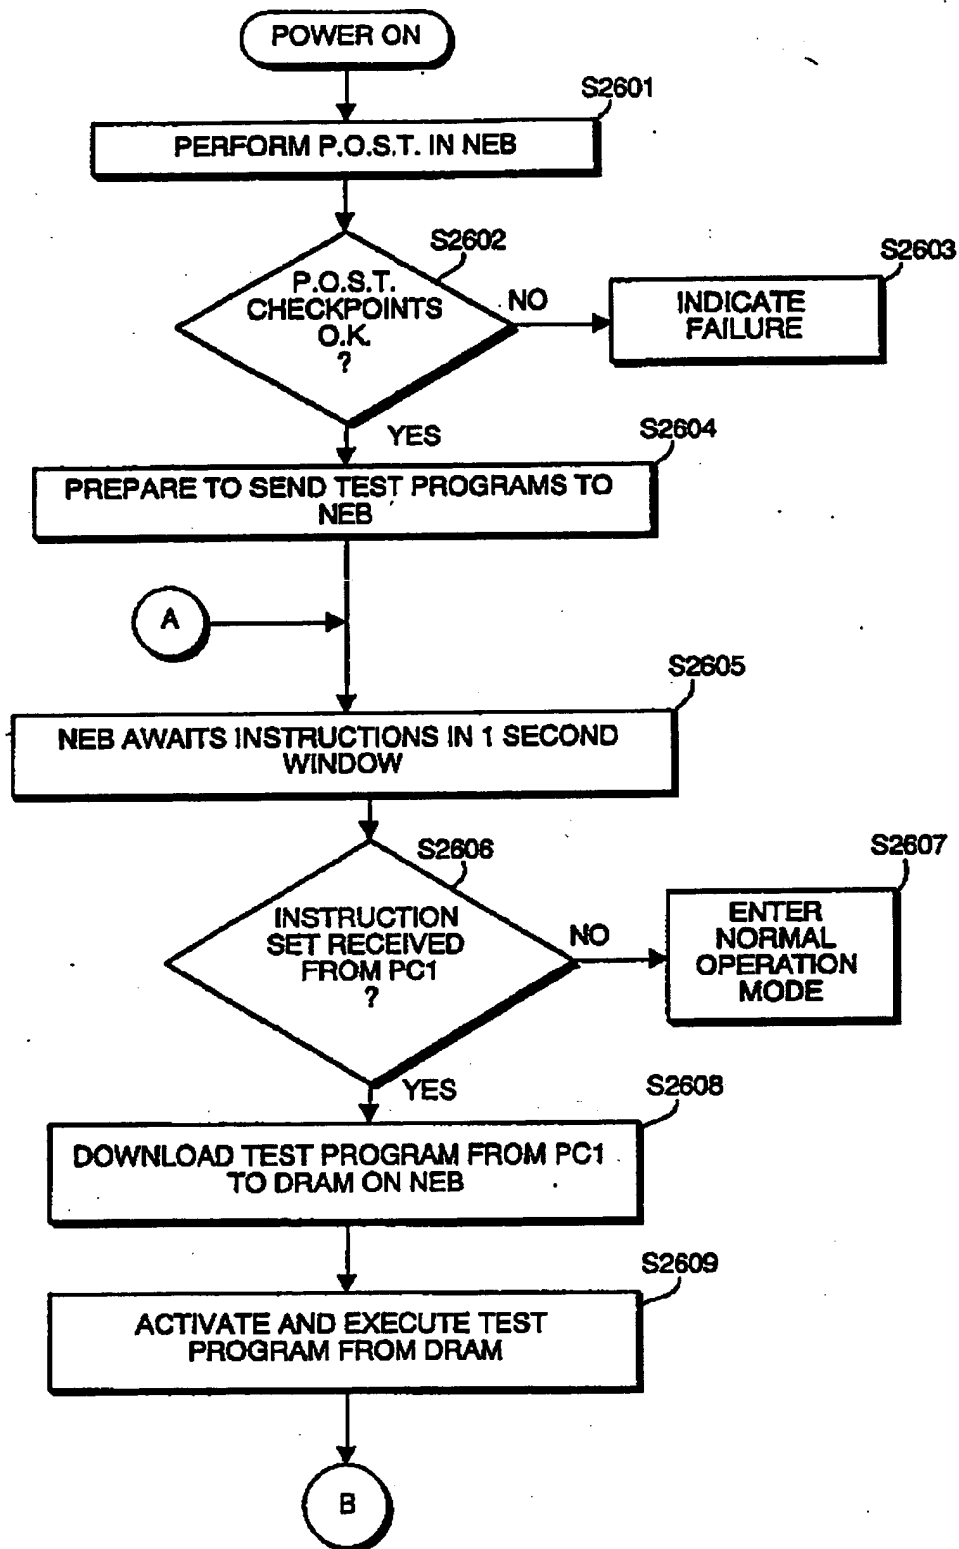 POWER ON
S2601
PERFORM P.O.S.T. IN NEB
S2602
P.O.S.T.
CHECKPOINTS
O.K.
?
NO
S2603
INDICATE
FAILURE
YES
S2604
PREPARE TO SEND TEST PROGRAMS TO
NEB
A
S2605
NEB AWAITS INSTRUCTIONS IN 1 SECOND
WINDOW
S2606
INSTRUCTION
SET RECEIVED
FROM PC1
?
NO
S2607
ENTER
NORMAL
OPERATION
MODE
YES
S2608
DOWNLOAD TEST PROGRAM FROM PC1
TO DRAM ON NEB
S2609
ACTIVATE AND EXECUTE TEST
PROGRAM FROM DRAM
B